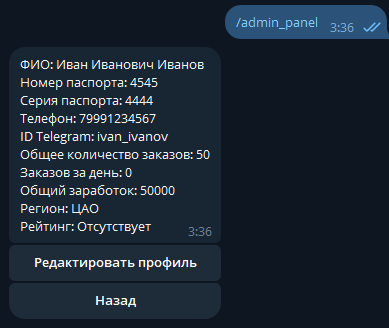 /admin_panel
3:36
ФИО: Иван Иванович Иванов
Номер паспорта: 4545
Серия паспорта: 4444
Телефон: 79991234567
ID Telegram: ivan_ivanov
Общее количество заказов: 50
Заказов за день: 0
Общий заработок: 50000
Регион: ЦАО
Рейтинг: Отсутствует
3:36
Редактировать профиль
Назад